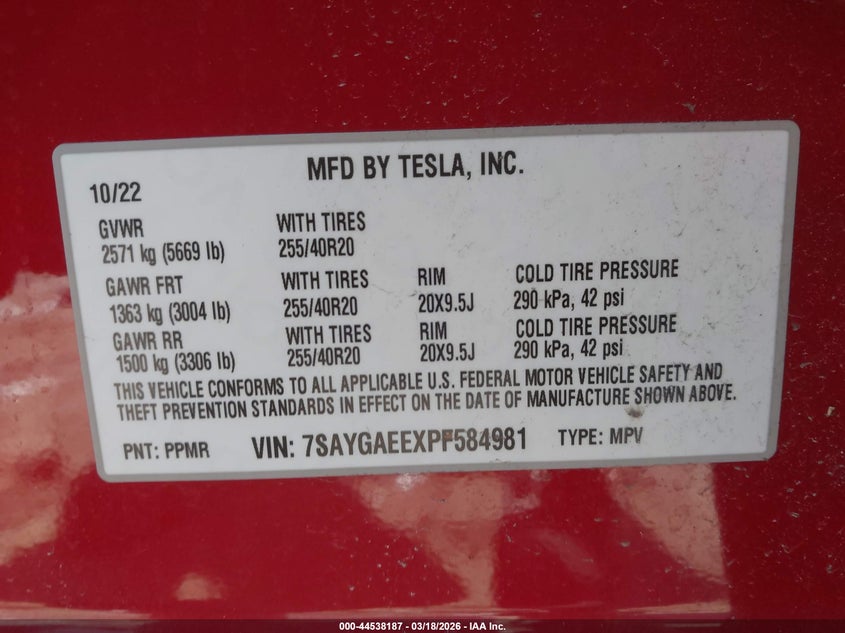 MFD BY TESLA, INC.
10/22
GVWR WITH TIRES
2571 kg (5669 lb) 255/40R20
GAWR FRT WITH TIRES RIM COLD TIRE PRESSURE
1363 kg (3004 lb) 255/40R20 20X9.5J 290 kPa, 42 psi
GAWR RR WITH TIRES RIM COLD TIRE PRESSURE
1500 kg (3306 lb) 255/40R20 20X9.5J 290 kPa, 42 psi
THIS VEHICLE CONFORMS TO ALL APPLICABLE U.S. FEDERAL MOTOR VEHICLE SAFETY AND
THEFT PREVENTION STANDARDS IN EFFECT ON THE DATE OF MANUFACTURE SHOWN ABOVE.
PNT: PPMR VIN: 7SAYGAEEXPF584981 TYPE: MPV
000-44538187 - 03/18/2026 - IAA Inc.